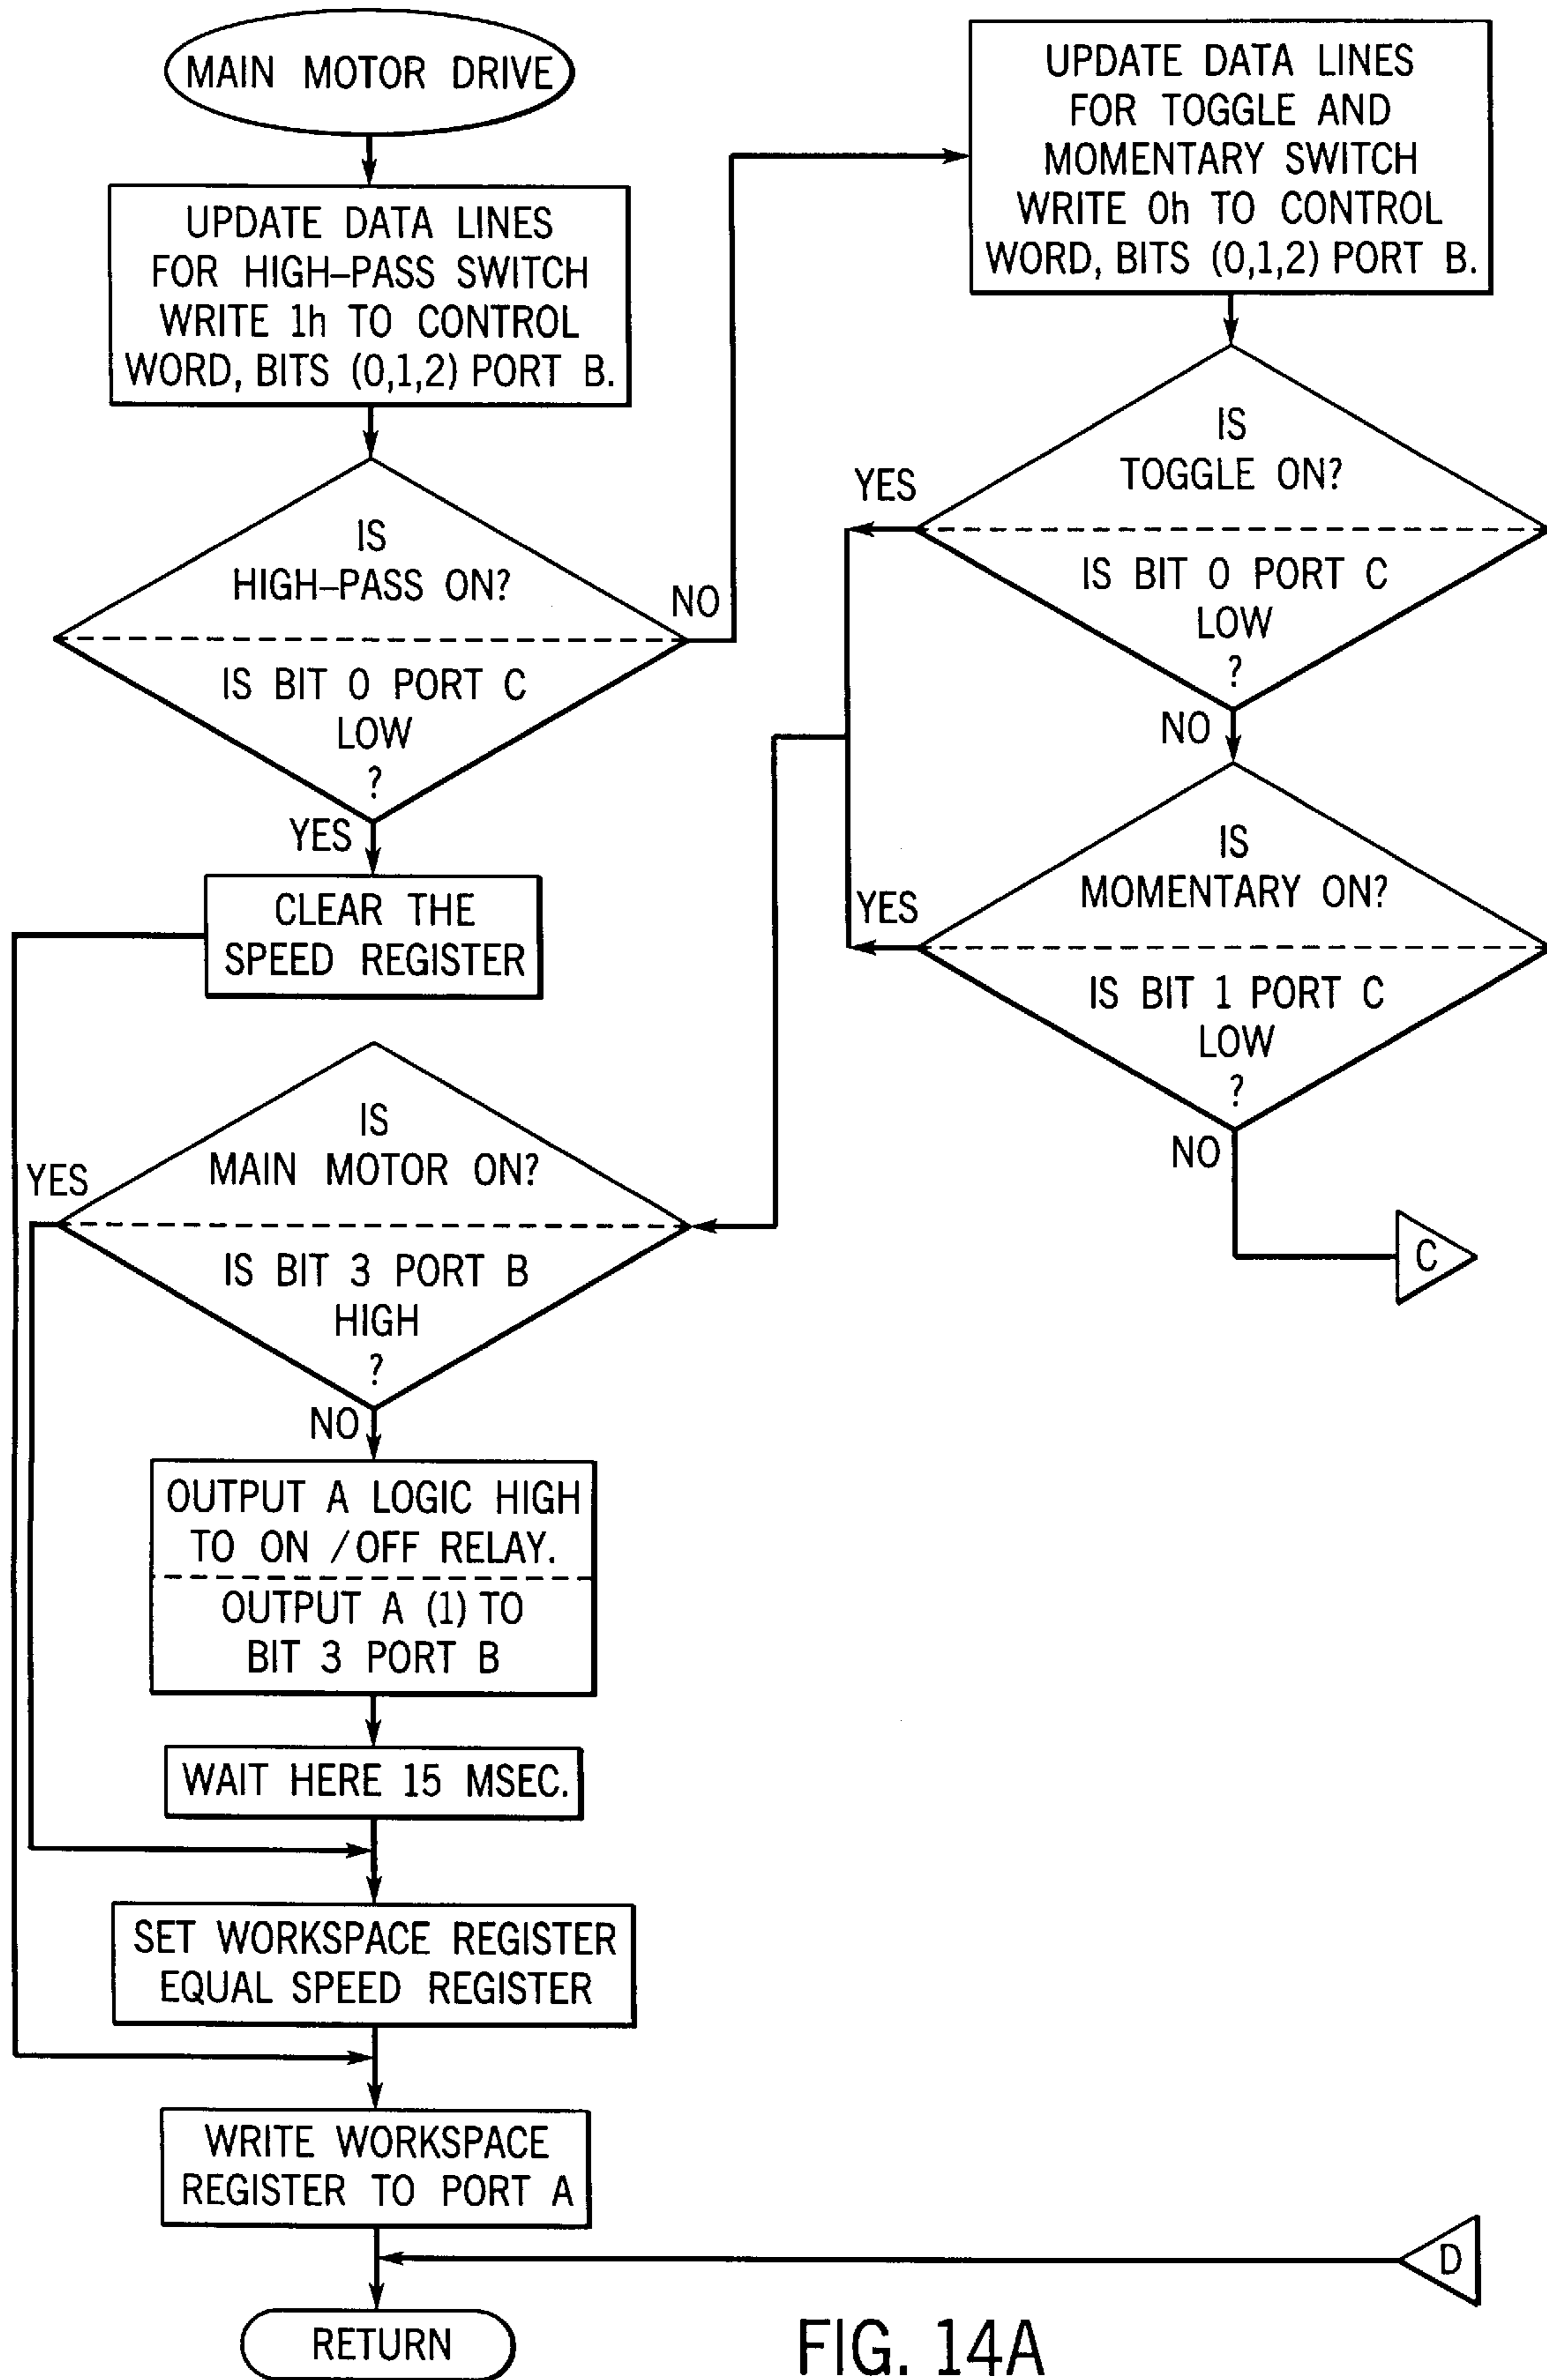 MAIN MOTOR DRIVE
UPDATE DATA LINES
FOR HIGH–PASS SWITCH
WRITE 1h TO CONTROL
WORD, BITS (0,1,2) PORT B.
IS
HIGH–PASS ON?
NO
IS BIT 0 PORT C
LOW
?
YES
CLEAR THE
SPEED REGISTER
UPDATE DATA LINES
FOR TOGGLE AND
MOMENTARY SWITCH
WRITE 0h TO CONTROL
WORD, BITS (0,1,2) PORT B.
IS
TOGGLE ON?
YES
IS BIT 0 PORT C
LOW
?
NO
IS
MOMENTARY ON?
YES
IS BIT 1 PORT C
LOW
?
NO
C
IS
MAIN MOTOR ON?
YES
IS BIT 3 PORT B
HIGH
?
NO
OUTPUT A LOGIC HIGH
TO ON /OFF RELAY.
OUTPUT A (1) TO
BIT 3 PORT B
WAIT HERE 15 MSEC.
SET WORKSPACE REGISTER
EQUAL SPEED REGISTER
WRITE WORKSPACE
REGISTER TO PORT A
D
RETURN
FIG. 14A